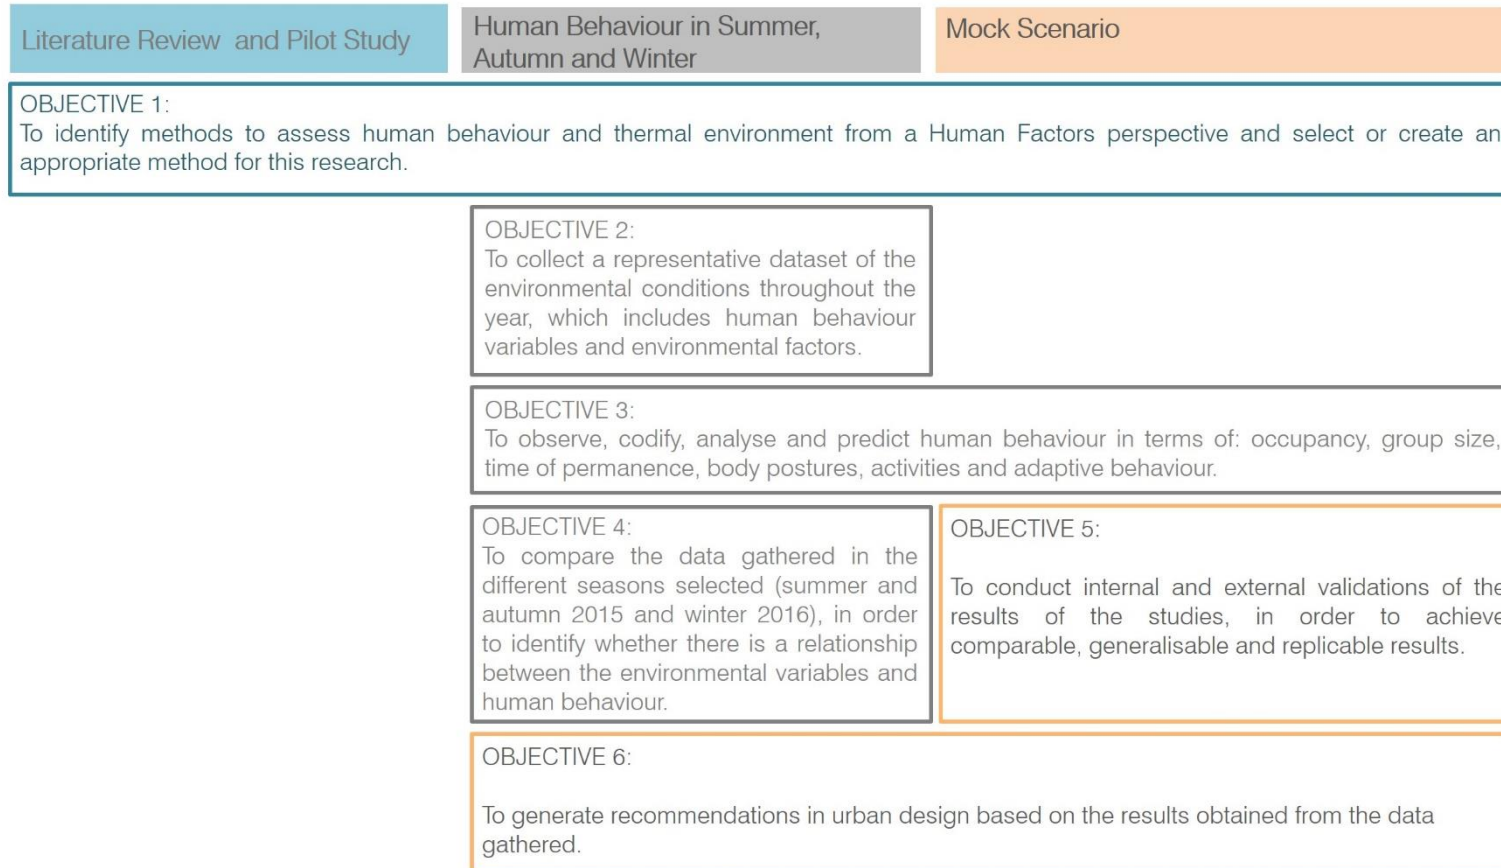 Literature Review and Pilot Study
Human Behaviour in Summer,
Autumn and Winter
Mock Scenario
OBJECTIVE 1:
To identify methods to assess human behaviour and thermal environment from a Human Factors perspective and select or create an
appropriate method for this research.
OBJECTIVE 2:
To collect a representative dataset of the
environmental conditions throughout the
year, which includes human behaviour
variables and environmental factors.
OBJECTIVE 3:
To observe, codify, analyse and predict human behaviour in terms of: occupancy, group size,
time of permanence, body postures, activities and adaptive behaviour.
OBJECTIVE 4:
To compare the data gathered in the
different seasons selected (summer and
autumn 2015 and winter 2016), in order
to identify whether there is a relationship
between the environmental variables and
human behaviour.
OBJECTIVE 5:
To conduct internal and external validations of the
results of the studies, in order to achieve
comparable, generalisable and replicable results.
OBJECTIVE 6:
To generate recommendations in urban design based on the results obtained from the data
gathered.